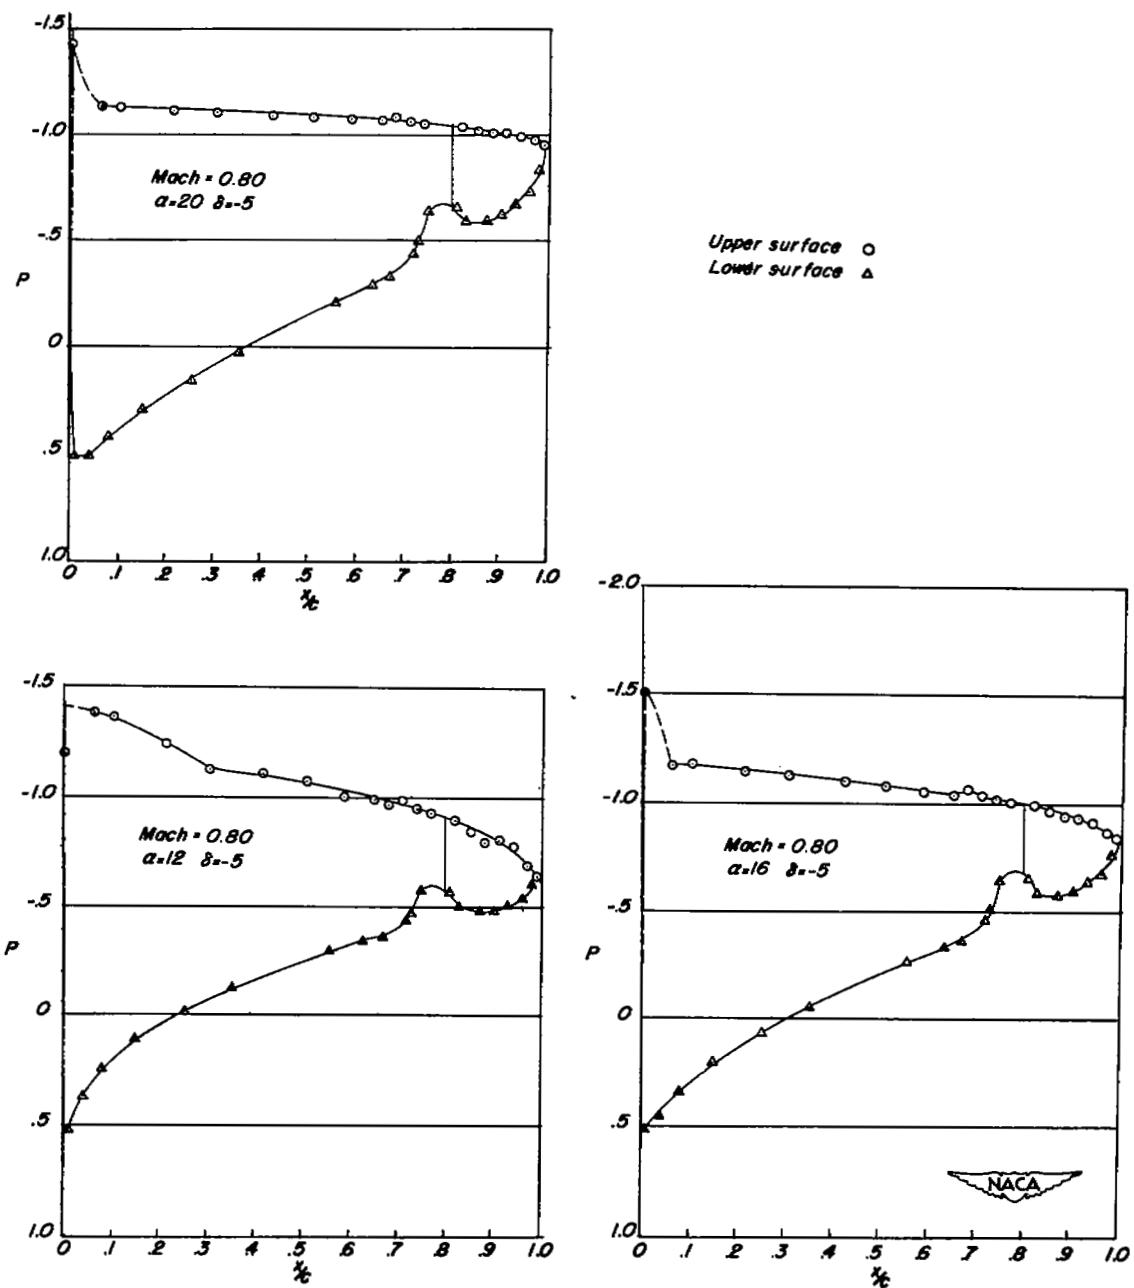 -1.5
-1.0
Mach = 0.80
α=20 δ=-5
-.5
P
0
.5
1.0
0 .1 .2 .3 .4 .5 .6 .7 .8 .9 1.0
x/c
Upper surface
Lower surface
-1.5
-1.0
Mach = 0.80
α=12 δ=-5
-.5
P
0
.5
1.0
0 .1 .2 .3 .4 .5 .6 .7 .8 .9 1.0
x/c
-2.0
-1.5
-1.0
Mach = 0.80
α=16 δ=-5
-.5
P
0
.5
NACA
1.0
0 .1 .2 .3 .4 .5 .6 .7 .8 .9 1.0
x/c